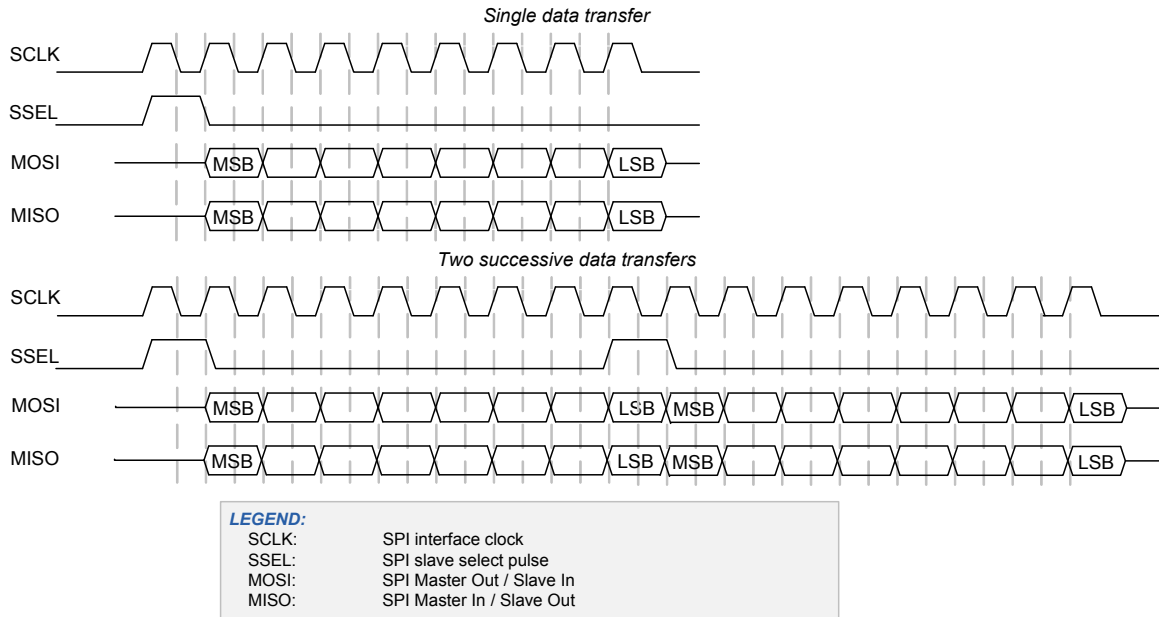 Single data transfer
SCLK
SSEL
MOSI MSB LSB
MISO MSB LSB
Two successive data transfers
SCLK
SSEL
MOSI MSB LSB MSB LSB
MISO MSB LSB MSB LSB
LEGEND:
SCLK: SPI interface clock
SSEL: SPI slave select pulse
MOSI: SPI Master Out / Slave In
MISO: SPI Master In / Slave Out